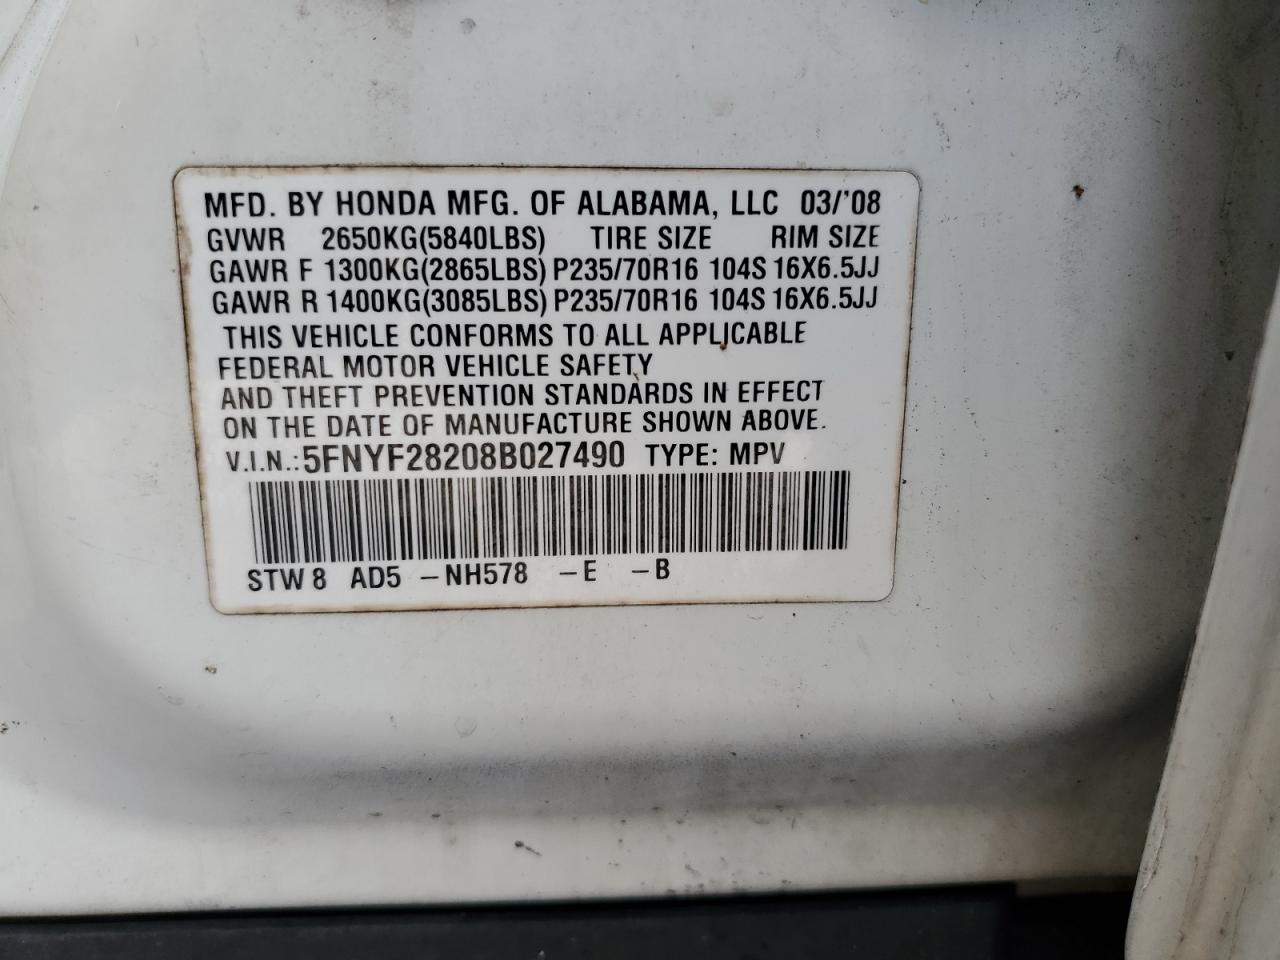 MFD. BY HONDA MFG. OF ALABAMA, LLC 03/'08
GVWR 2650KG(5840LBS) TIRE SIZE RIM SIZE
GAWR F 1300KG(2865LBS) P235/70R16 104S 16X6.5JJ
GAWR R 1400KG(3085LBS) P235/70R16 104S 16X6.5JJ
THIS VEHICLE CONFORMS TO ALL APPLICABLE
FEDERAL MOTOR VEHICLE SAFETY
AND THEFT PREVENTION STANDARDS IN EFFECT
ON THE DATE OF MANUFACTURE SHOWN ABOVE.
V.I.N.:5FNYF28208B027490 TYPE: MPV
STW8 AD5 -NH578 -E -B